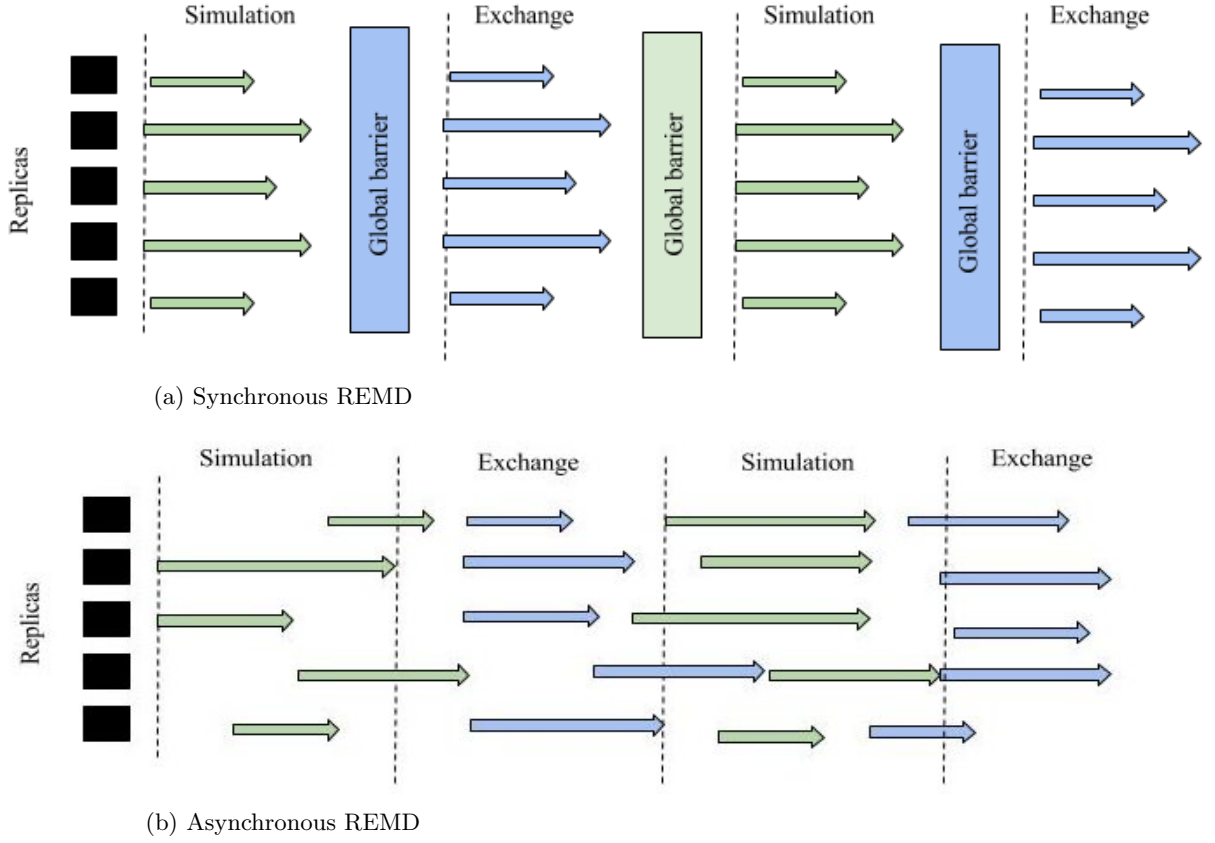 Simulation
Exchange
Simulation
Exchange
Replicas
Global barrier
Global barrier
Global barrier
(a) Synchronous REMD
Simulation
Exchange
Simulation
Exchange
Replicas
(b) Asynchronous REMD